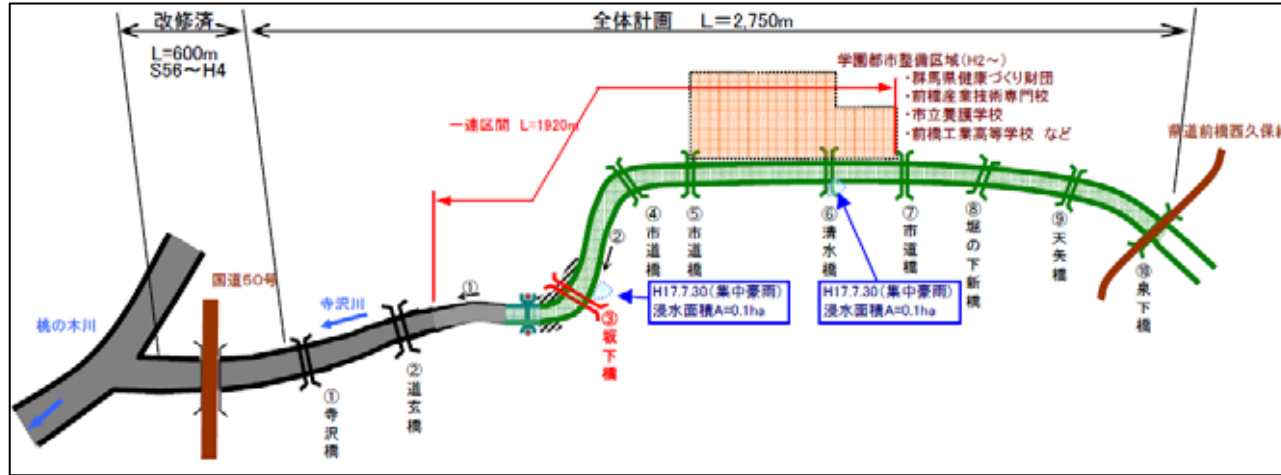 改修済
L=600m
S56～H4
全体計画 L=2,750m
学園都市整備区域(H2～)
・群馬県健康づくり財団
・前橋産業技術専門校
・市立養護学校
・前橋工業高等学校 など
一連区間 L=1920m
県道前橋西久保線
国道50号
桃の木川
寺沢川
①
②
①寺沢橋
②道玄橋
③坂下橋
④市道橋
⑤市道橋
⑥清水橋
⑦市道橋
⑧堀の下新橋
⑨天矢橋
⑩泉下橋
H17.7.30(集中豪雨)
浸水面積A=0.1ha
H17.7.30(集中豪雨)
浸水面積A=0.1ha